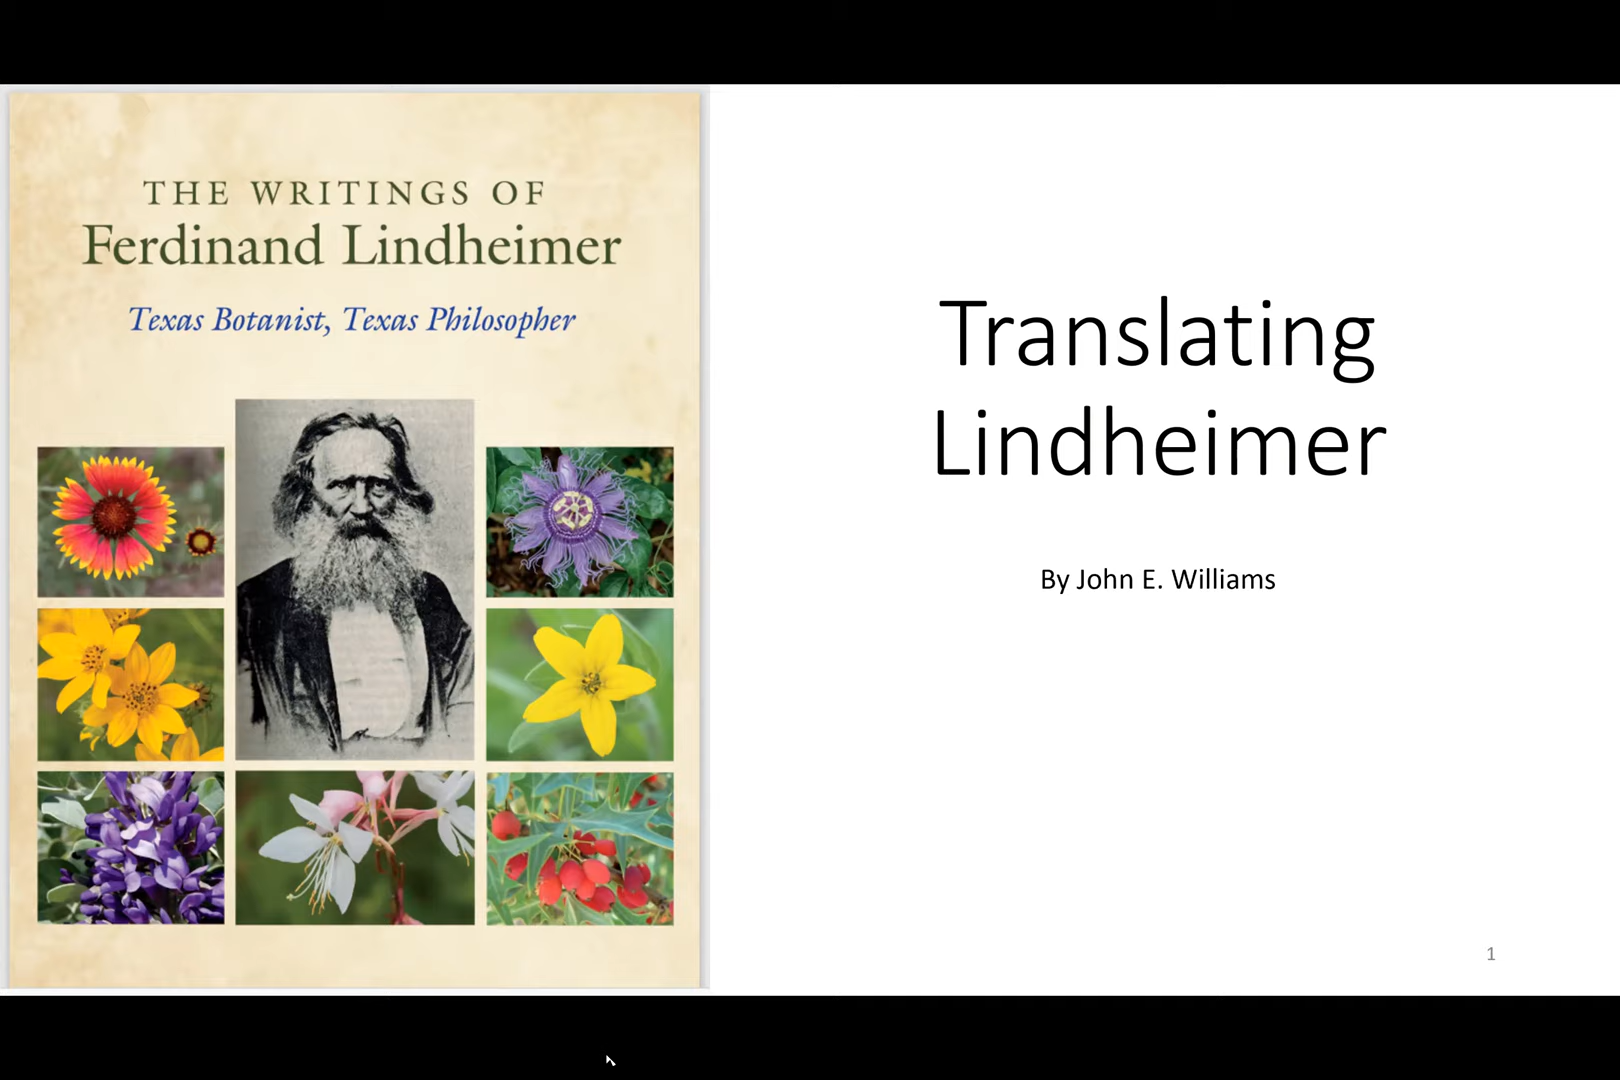 THE WRITINGS OF
Ferdinand Lindheimer
Texas Botanist, Texas Philosopher
Translating
Lindheimer
By John E. Williams
1